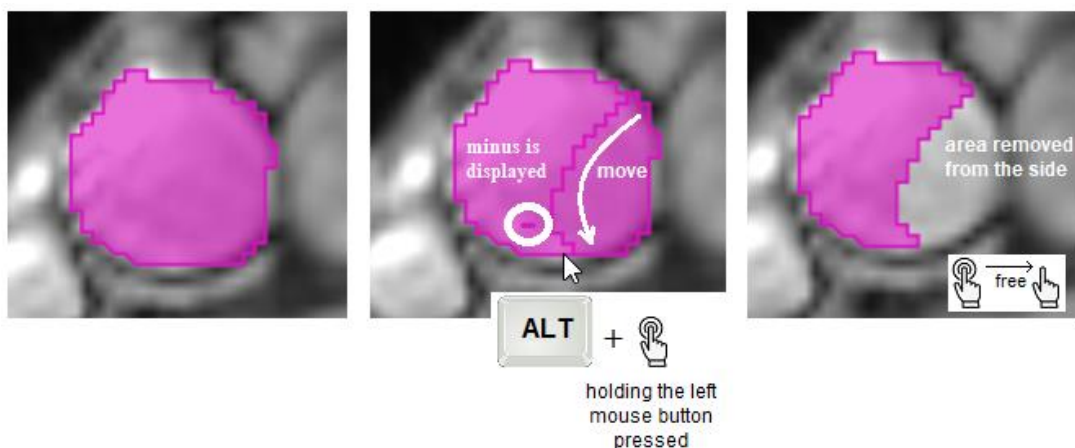 minus is
displayed
move
area removed
from the side
free
ALT
+
holding the left
mouse button
pressed